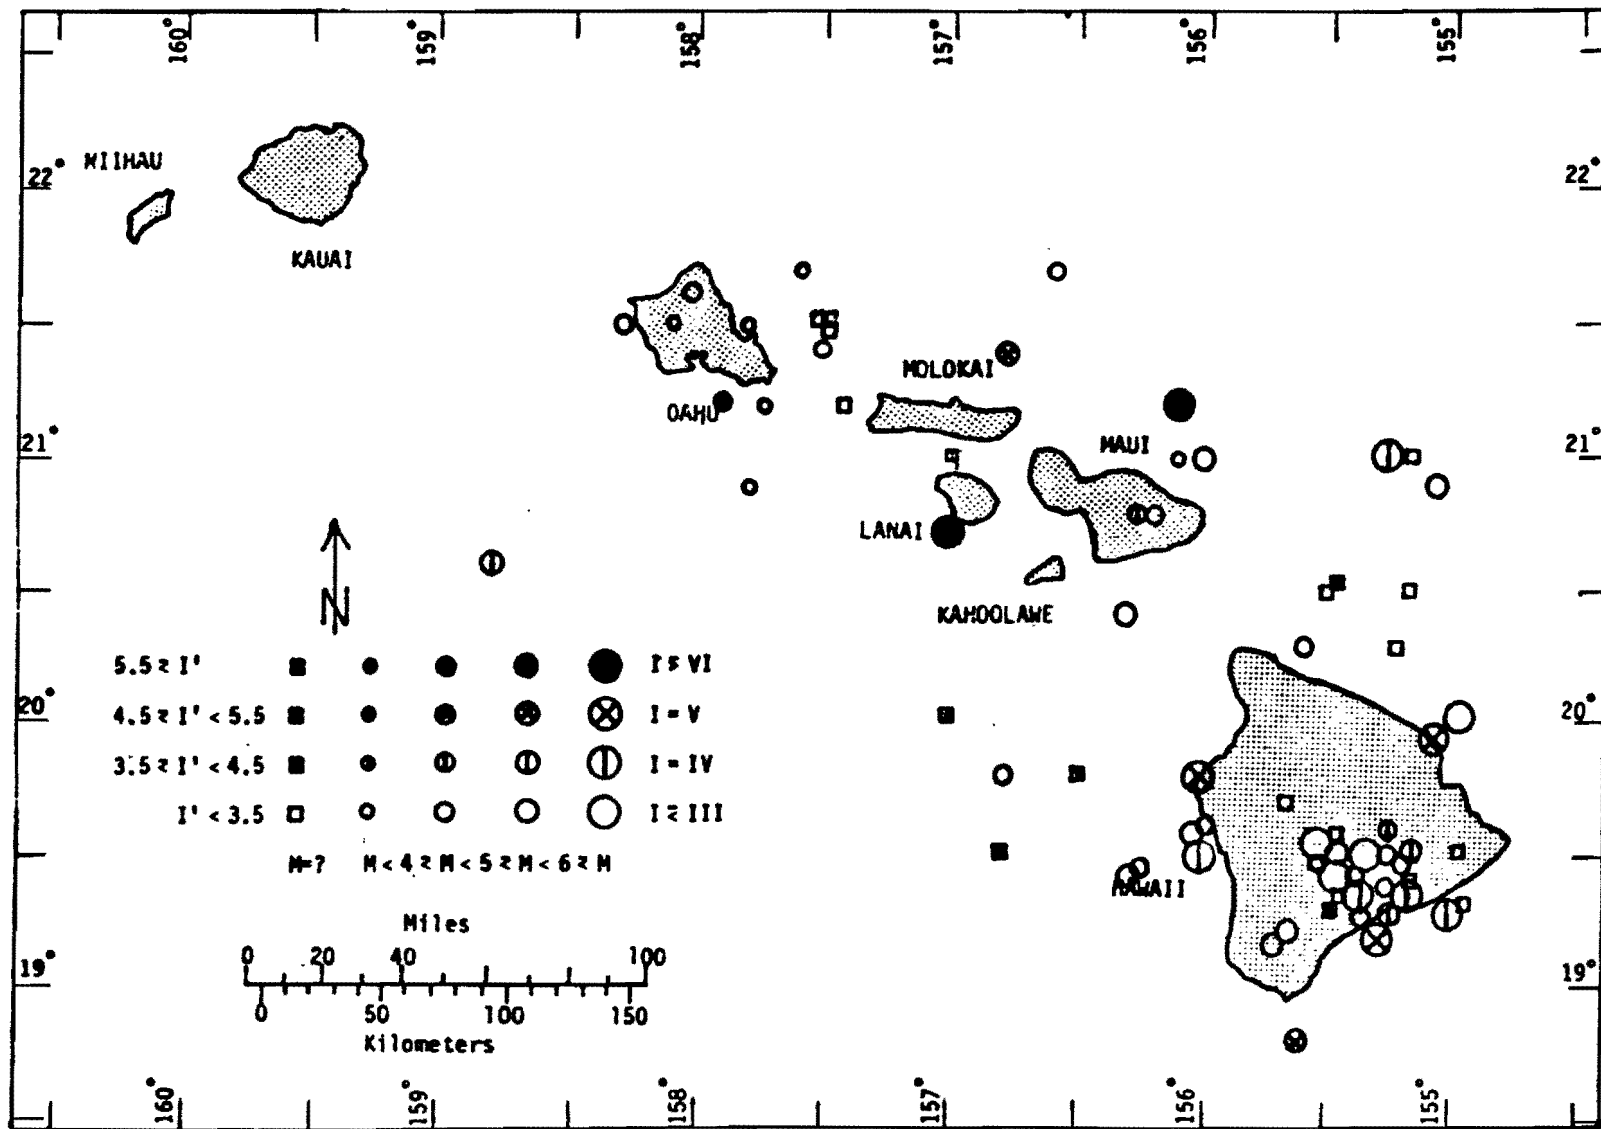 160° 159° 158° 157° 156° 155°
NIIHAU
22° 22°
KAUAI
MOLOKAI
OAHU
21° MAUI 21°
LANAI
N
KAHOOLAWE
5.5 ≥ I' I ≥ VI
20° 4.5 ≥ I' < 5.5 I = V 20°
3.5 ≥ I' < 4.5 I = IV
I' < 3.5 I ≥ III
M=? M < 4 ≥ M < 5 ≥ M < 6 ≥ M
HAWAII
Miles
0 20 40 100
19° 19°
0 50 100 150
Kilometers
160° 159° 158° 157° 156° 155°